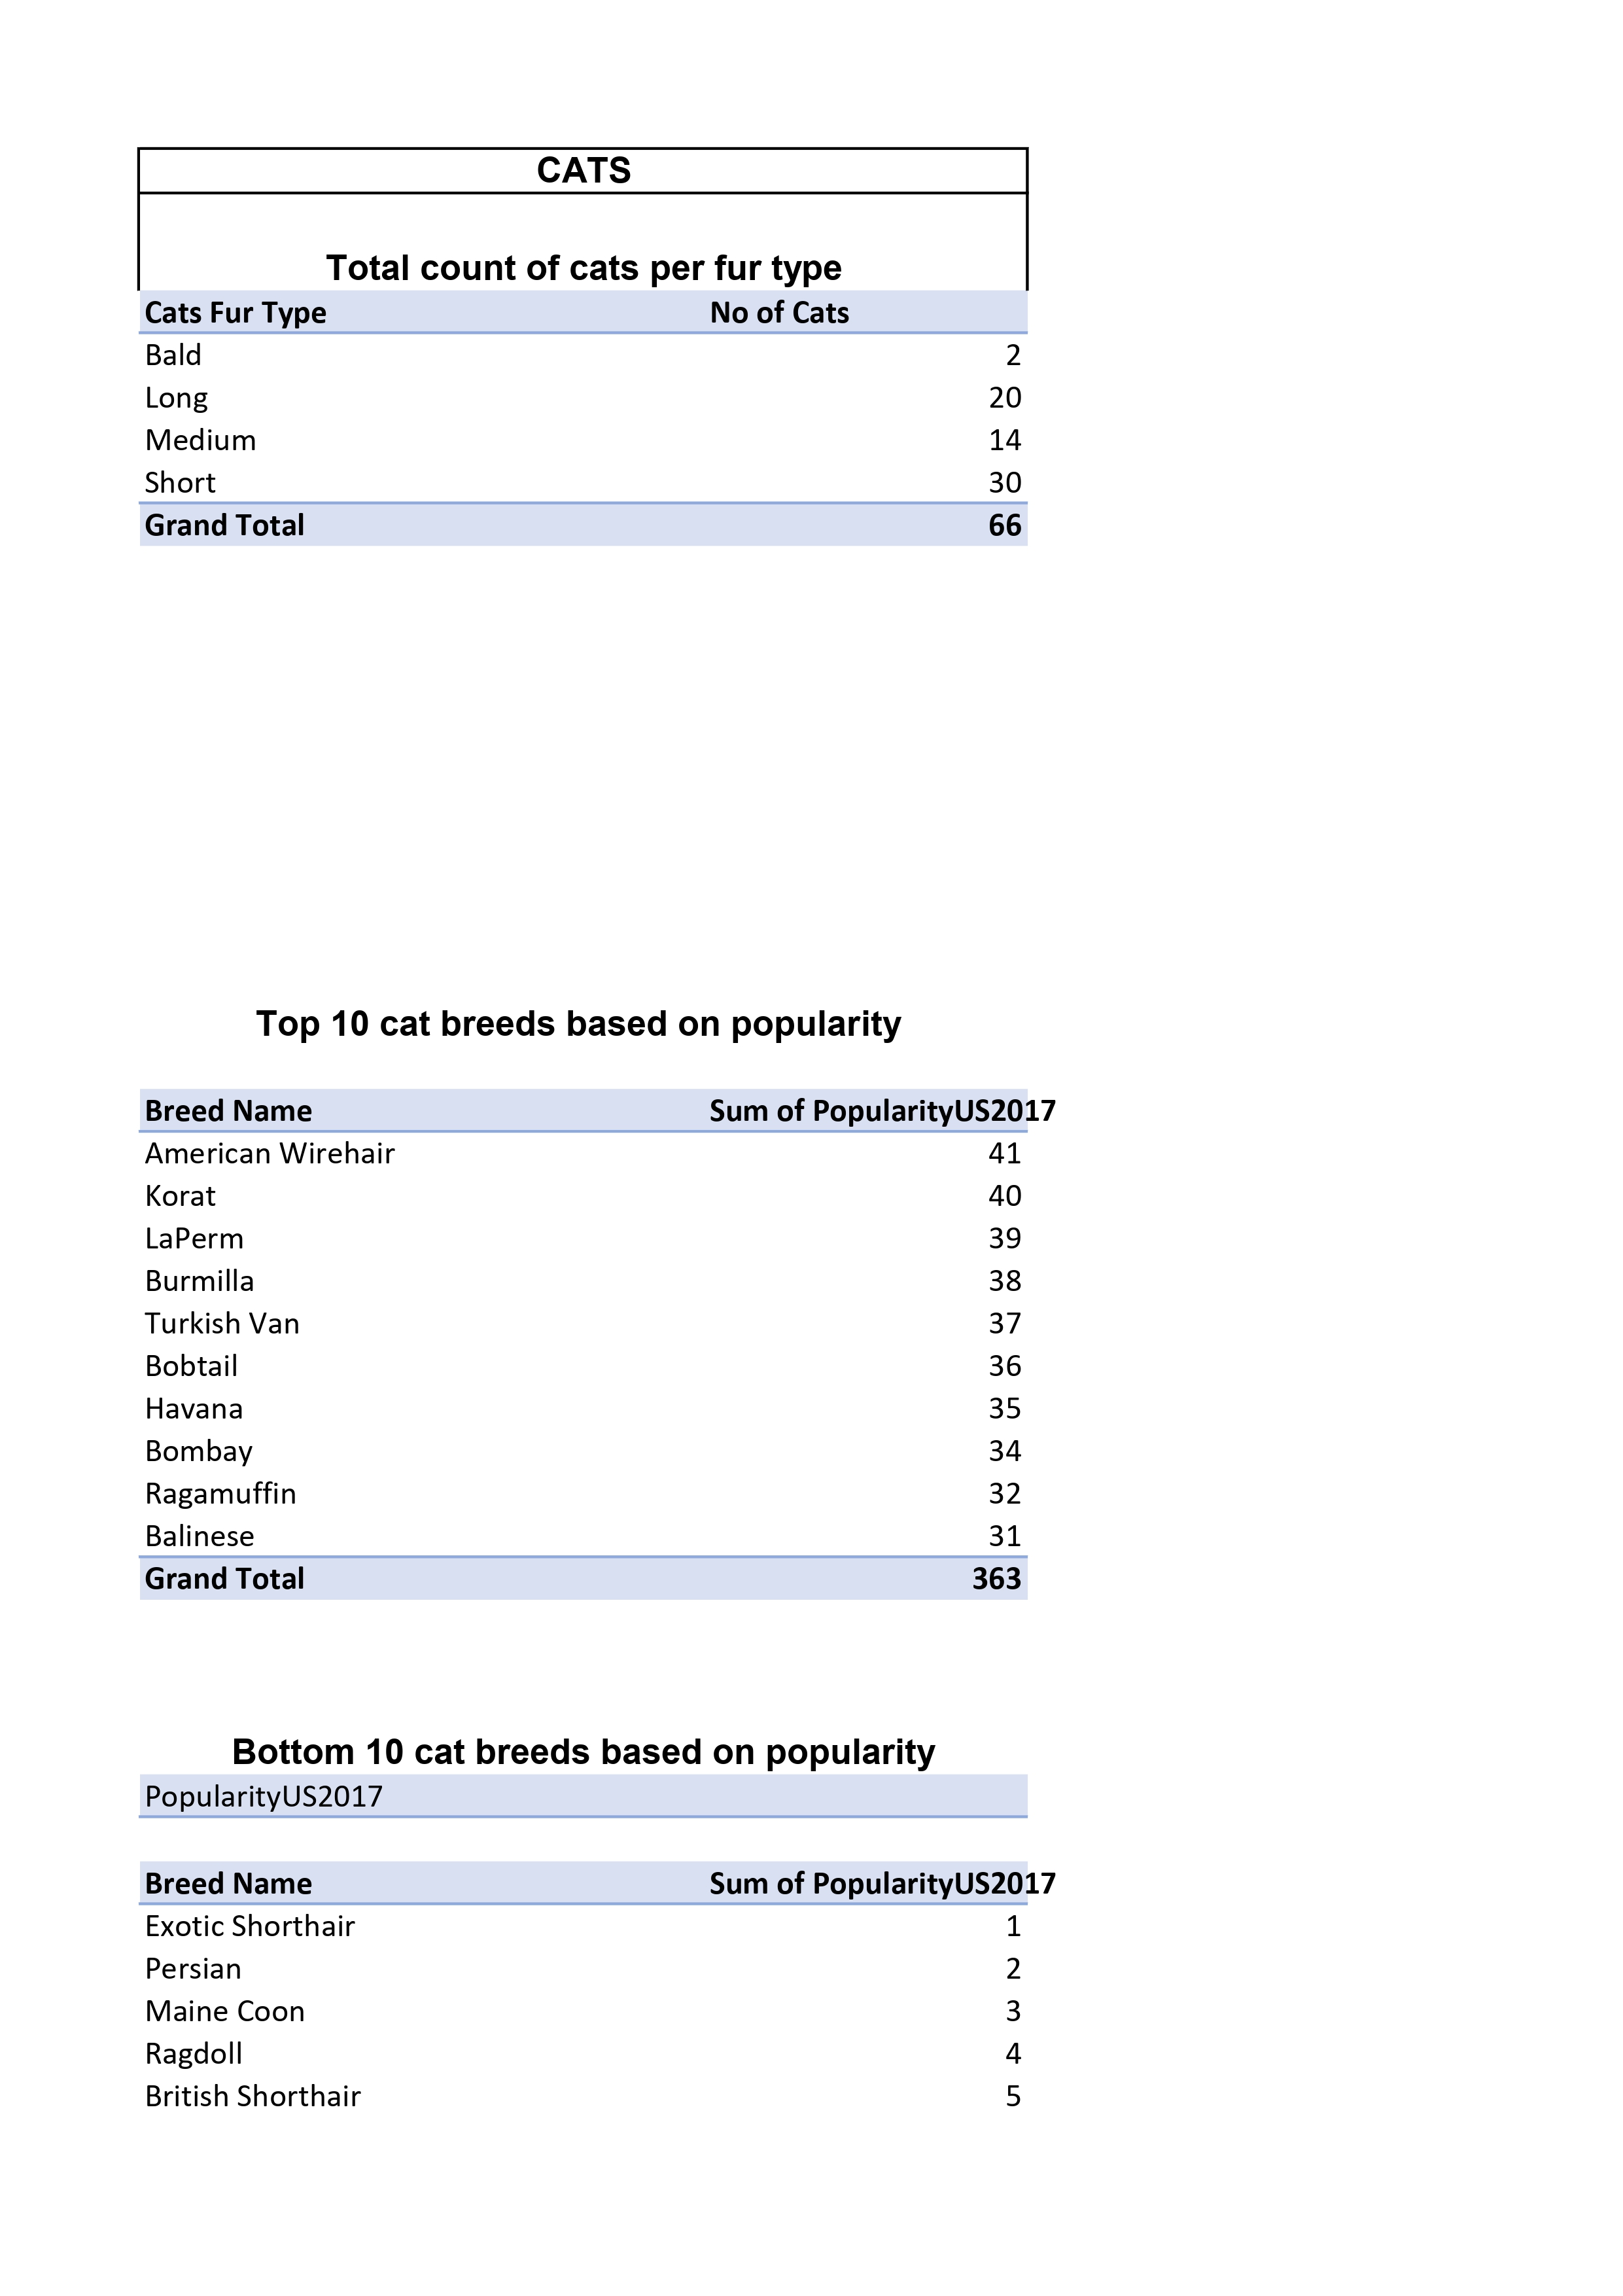 CATS
Total count of cats per fur type
Cats Fur Type No of Cats
Bald 2
Long 20
Medium 14
Short 30
Grand Total 66
Top 10 cat breeds based on popularity
Breed Name Sum of PopularityUS2017
American Wirehair 41
Korat 40
LaPerm 39
Burmilla 38
Turkish Van 37
Bobtail 36
Havana 35
Bombay 34
Ragamuffin 32
Balinese 31
Grand Total 363
Bottom 10 cat breeds based on popularity
PopularityUS2017
Breed Name Sum of PopularityUS2017
Exotic Shorthair 1
Persian 2
Maine Coon 3
Ragdoll 4
British Shorthair 5